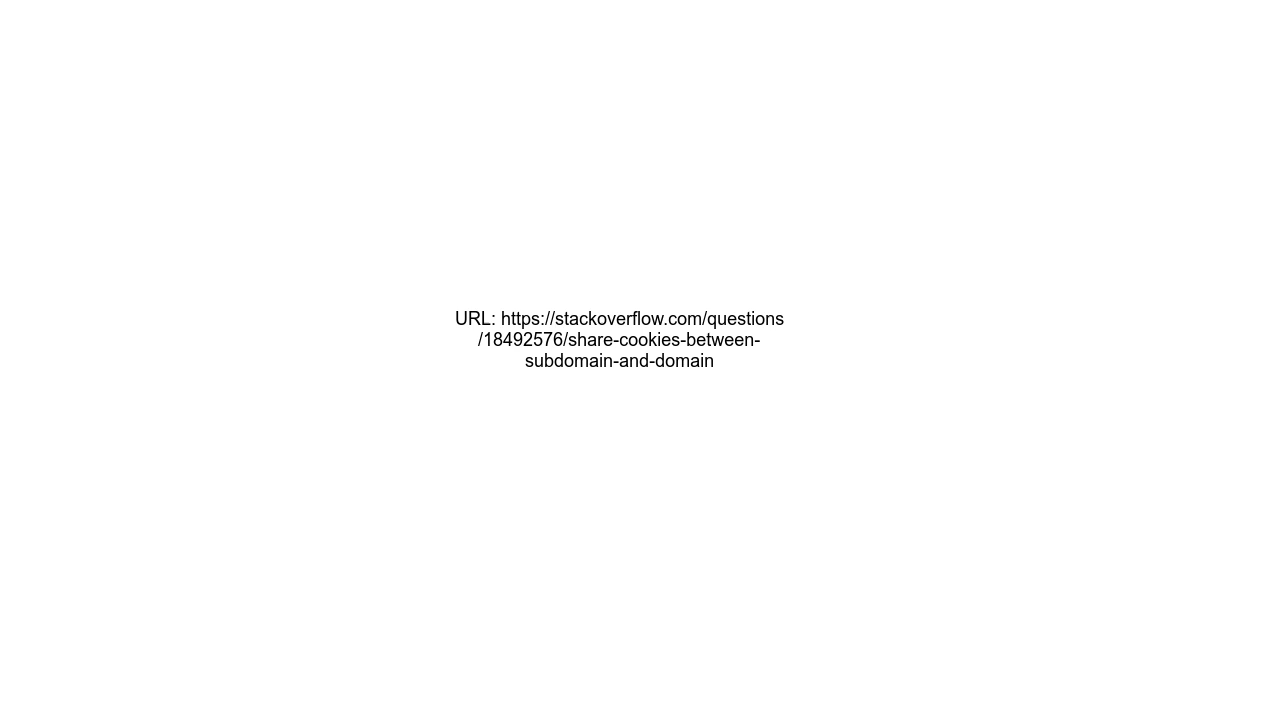 URL: https://stackoverflow.com/questions
/18492576/share-cookies-between-
subdomain-and-domain